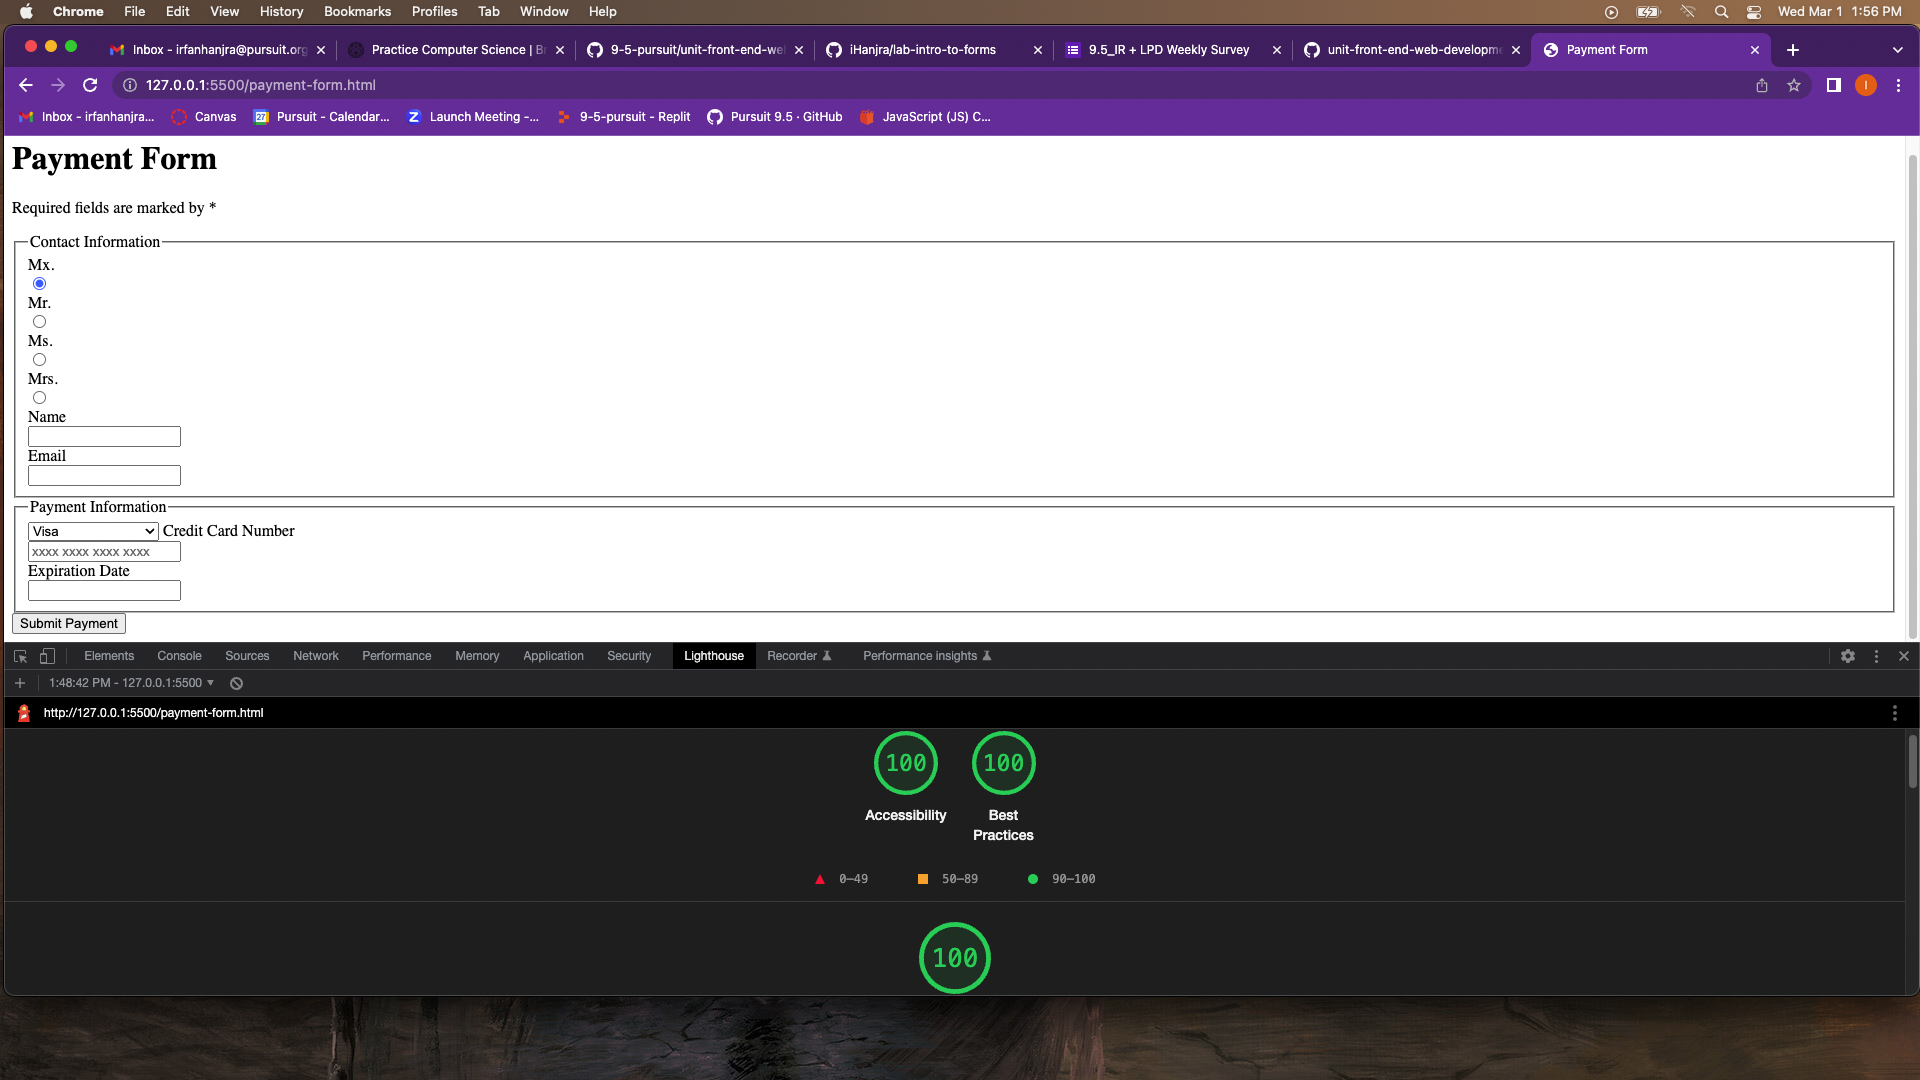 Chrome File Edit View History Bookmarks Profiles Tab Window Help Wed Mar 1 1:56 PM
Inbox - irfanhanjra@pursuit.org Practice Computer Science | Br 9-5-pursuit/unit-front-end-we iHanjra/lab-intro-to-forms 9.5_IR + LPD Weekly Survey unit-front-end-web-developme Payment Form
127.0.0.1:5500/payment-form.html I
Inbox - irfanhanjra... Canvas 27 Pursuit - Calendar... Z Launch Meeting -... 9-5-pursuit - Replit Pursuit 9.5 · GitHub JavaScript (JS) C...
Payment Form
Required fields are marked by *
Contact Information
Mx.
Mr.
Ms.
Mrs.
Name
Email
Payment Information
Visa Credit Card Number
xxxx xxxx xxxx xxxx
Expiration Date
Submit Payment
Elements Console Sources Network Performance Memory Application Security Lighthouse Recorder Performance insights
1:48:42 PM - 127.0.0.1:5500
http://127.0.0.1:5500/payment-form.html
100 100
Accessibility Best
Practices
0–49 50–89 90–100
100